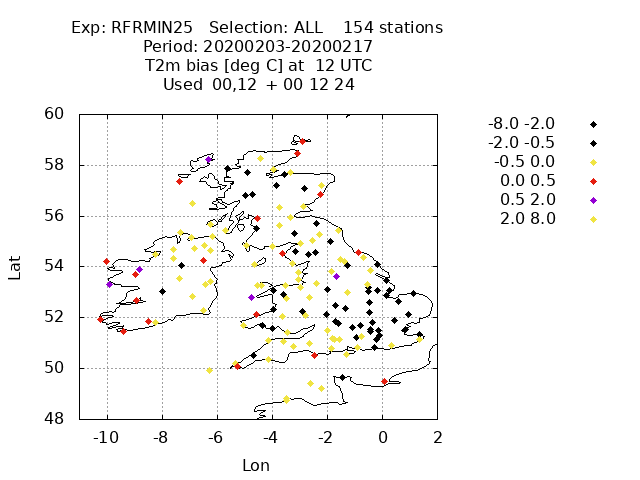 Exp: RFRMIN25   Selection: ALL    154 stations
Period: 20200203-20200217
T2m bias [deg C] at  12 UTC
Used  00,12  + 00 12 24
60
58
56
54
52
50
48
Lat
-10 -8 -6 -4 -2 0 2
Lon
-8.0 -2.0
-2.0 -0.5
-0.5 0.0
0.0 0.5
0.5 2.0
2.0 8.0